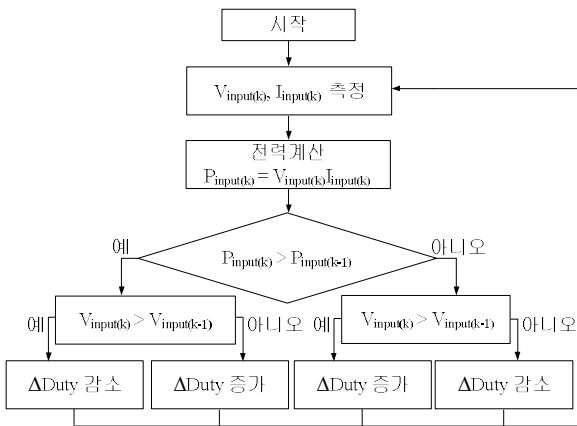 시작
Vinput(k), Iinput(k) 측정
전력계산
Pinput(k) = Vinput(k)Iinput(k)
예
Pinput(k) > Pinput(k-1)
아니오
예
Vinput(k) > Vinput(k-1)
아니오
예
Vinput(k) > Vinput(k-1)
아니오
ΔDuty 감소
ΔDuty 증가
ΔDuty 증가
ΔDuty 감소